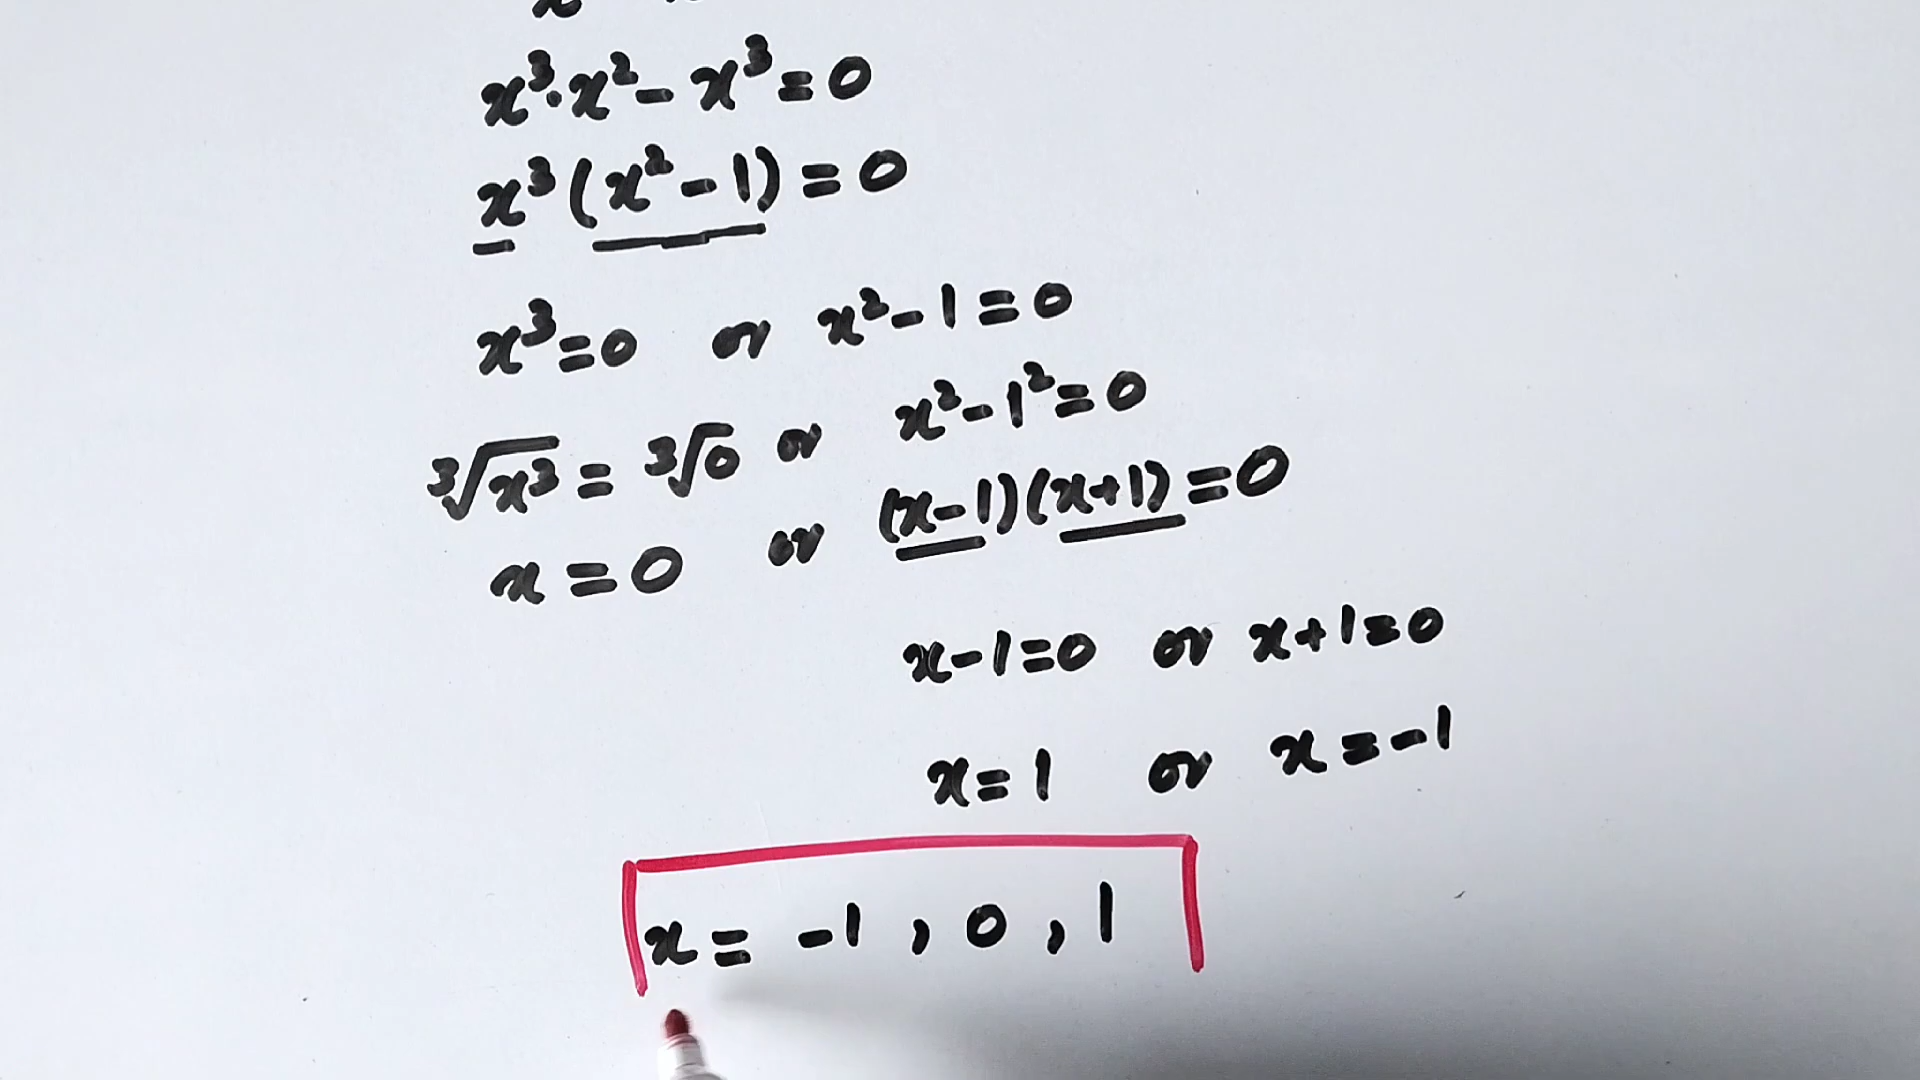 x³·x² - x³ = 0
x³(x² - 1) = 0
x³ = 0 or x² - 1 = 0
∛x³ = ∛0 or x² - 1² = 0
x = 0 or (x-1)(x+1) = 0
x - 1 = 0 or x + 1 = 0
x = 1 or x = -1
x = -1 , 0 , 1